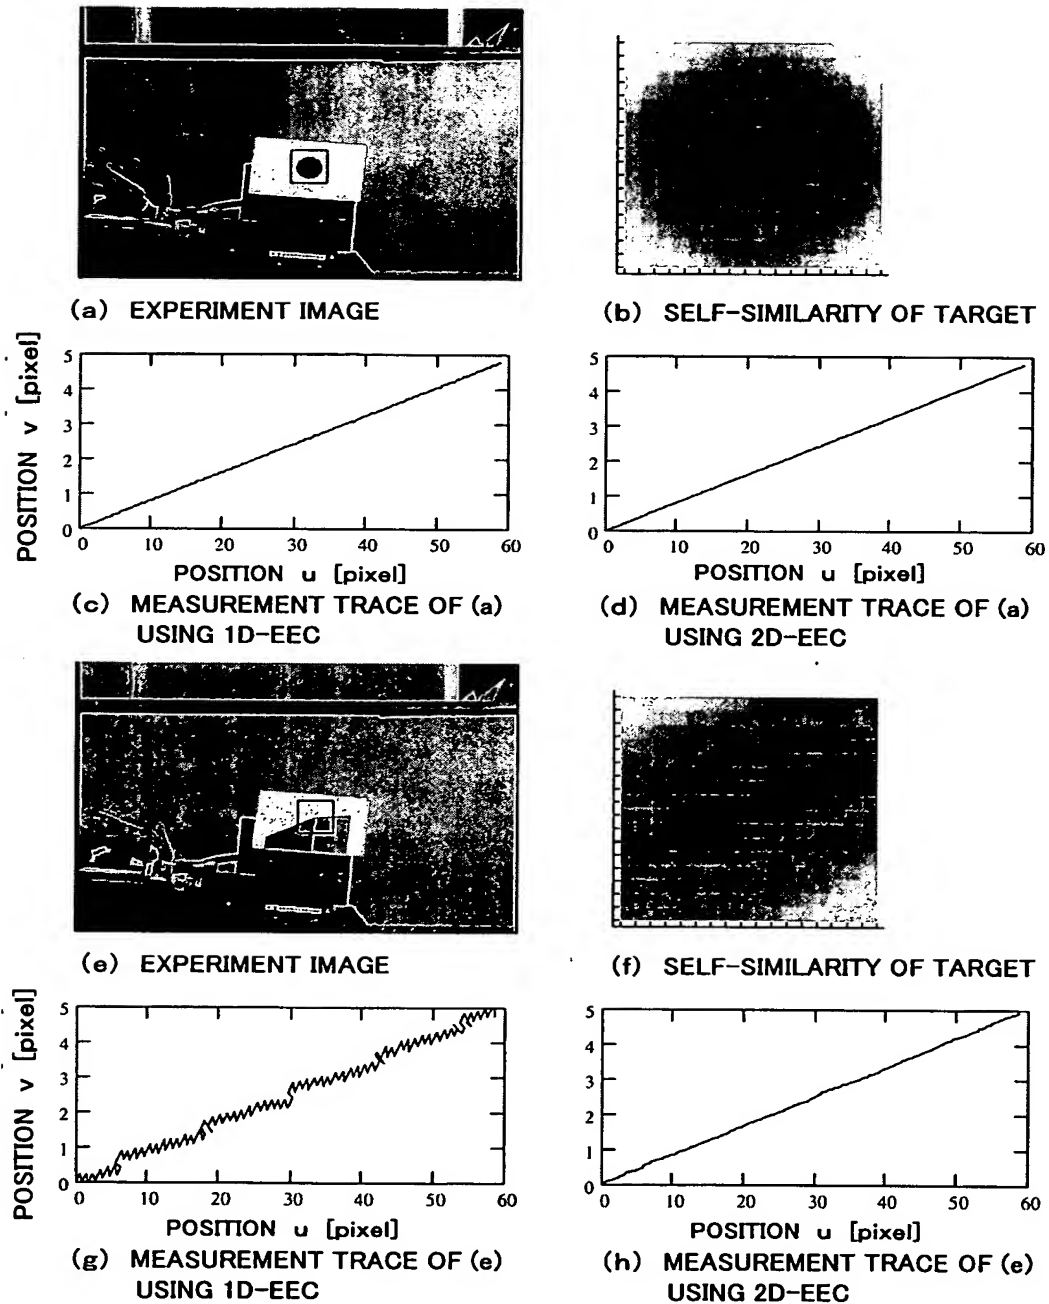 (a) EXPERIMENT IMAGE
(b) SELF-SIMILARITY OF TARGET
POSITION v [pixel]
5
4
3
2
1
0
0 10 20 30 40 50 60
POSITION u [pixel]
(c) MEASUREMENT TRACE OF (a)
USING 1D-EEC
5
4
3
2
1
0
0 10 20 30 40 50 60
POSITION u [pixel]
(d) MEASUREMENT TRACE OF (a)
USING 2D-EEC
(e) EXPERIMENT IMAGE
(f) SELF-SIMILARITY OF TARGET
POSITION v [pixel]
5
4
3
2
1
0
0 10 20 30 40 50 60
POSITION u [pixel]
(g) MEASUREMENT TRACE OF (e)
USING 1D-EEC
5
4
3
2
1
0
0 10 20 30 40 50 60
POSITION u [pixel]
(h) MEASUREMENT TRACE OF (e)
USING 2D-EEC